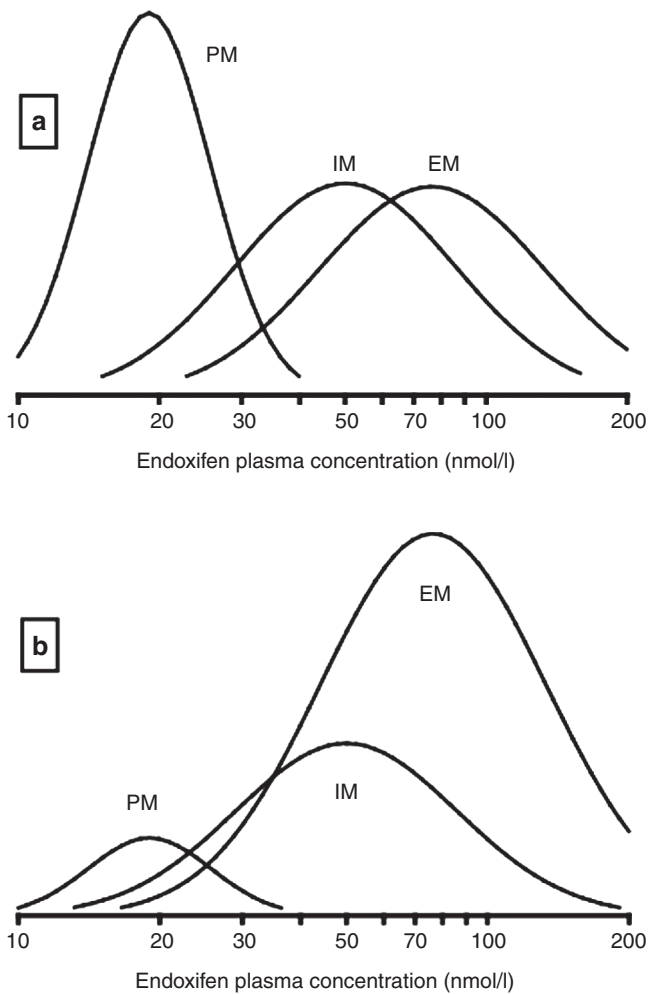 PM
a
IM EM
10 20 30 50 70 100 200
Endoxifen plasma concentration (nmol/l)
EM
b
IM
PM
10 20 30 50 70 100 200
Endoxifen plasma concentration (nmol/l)